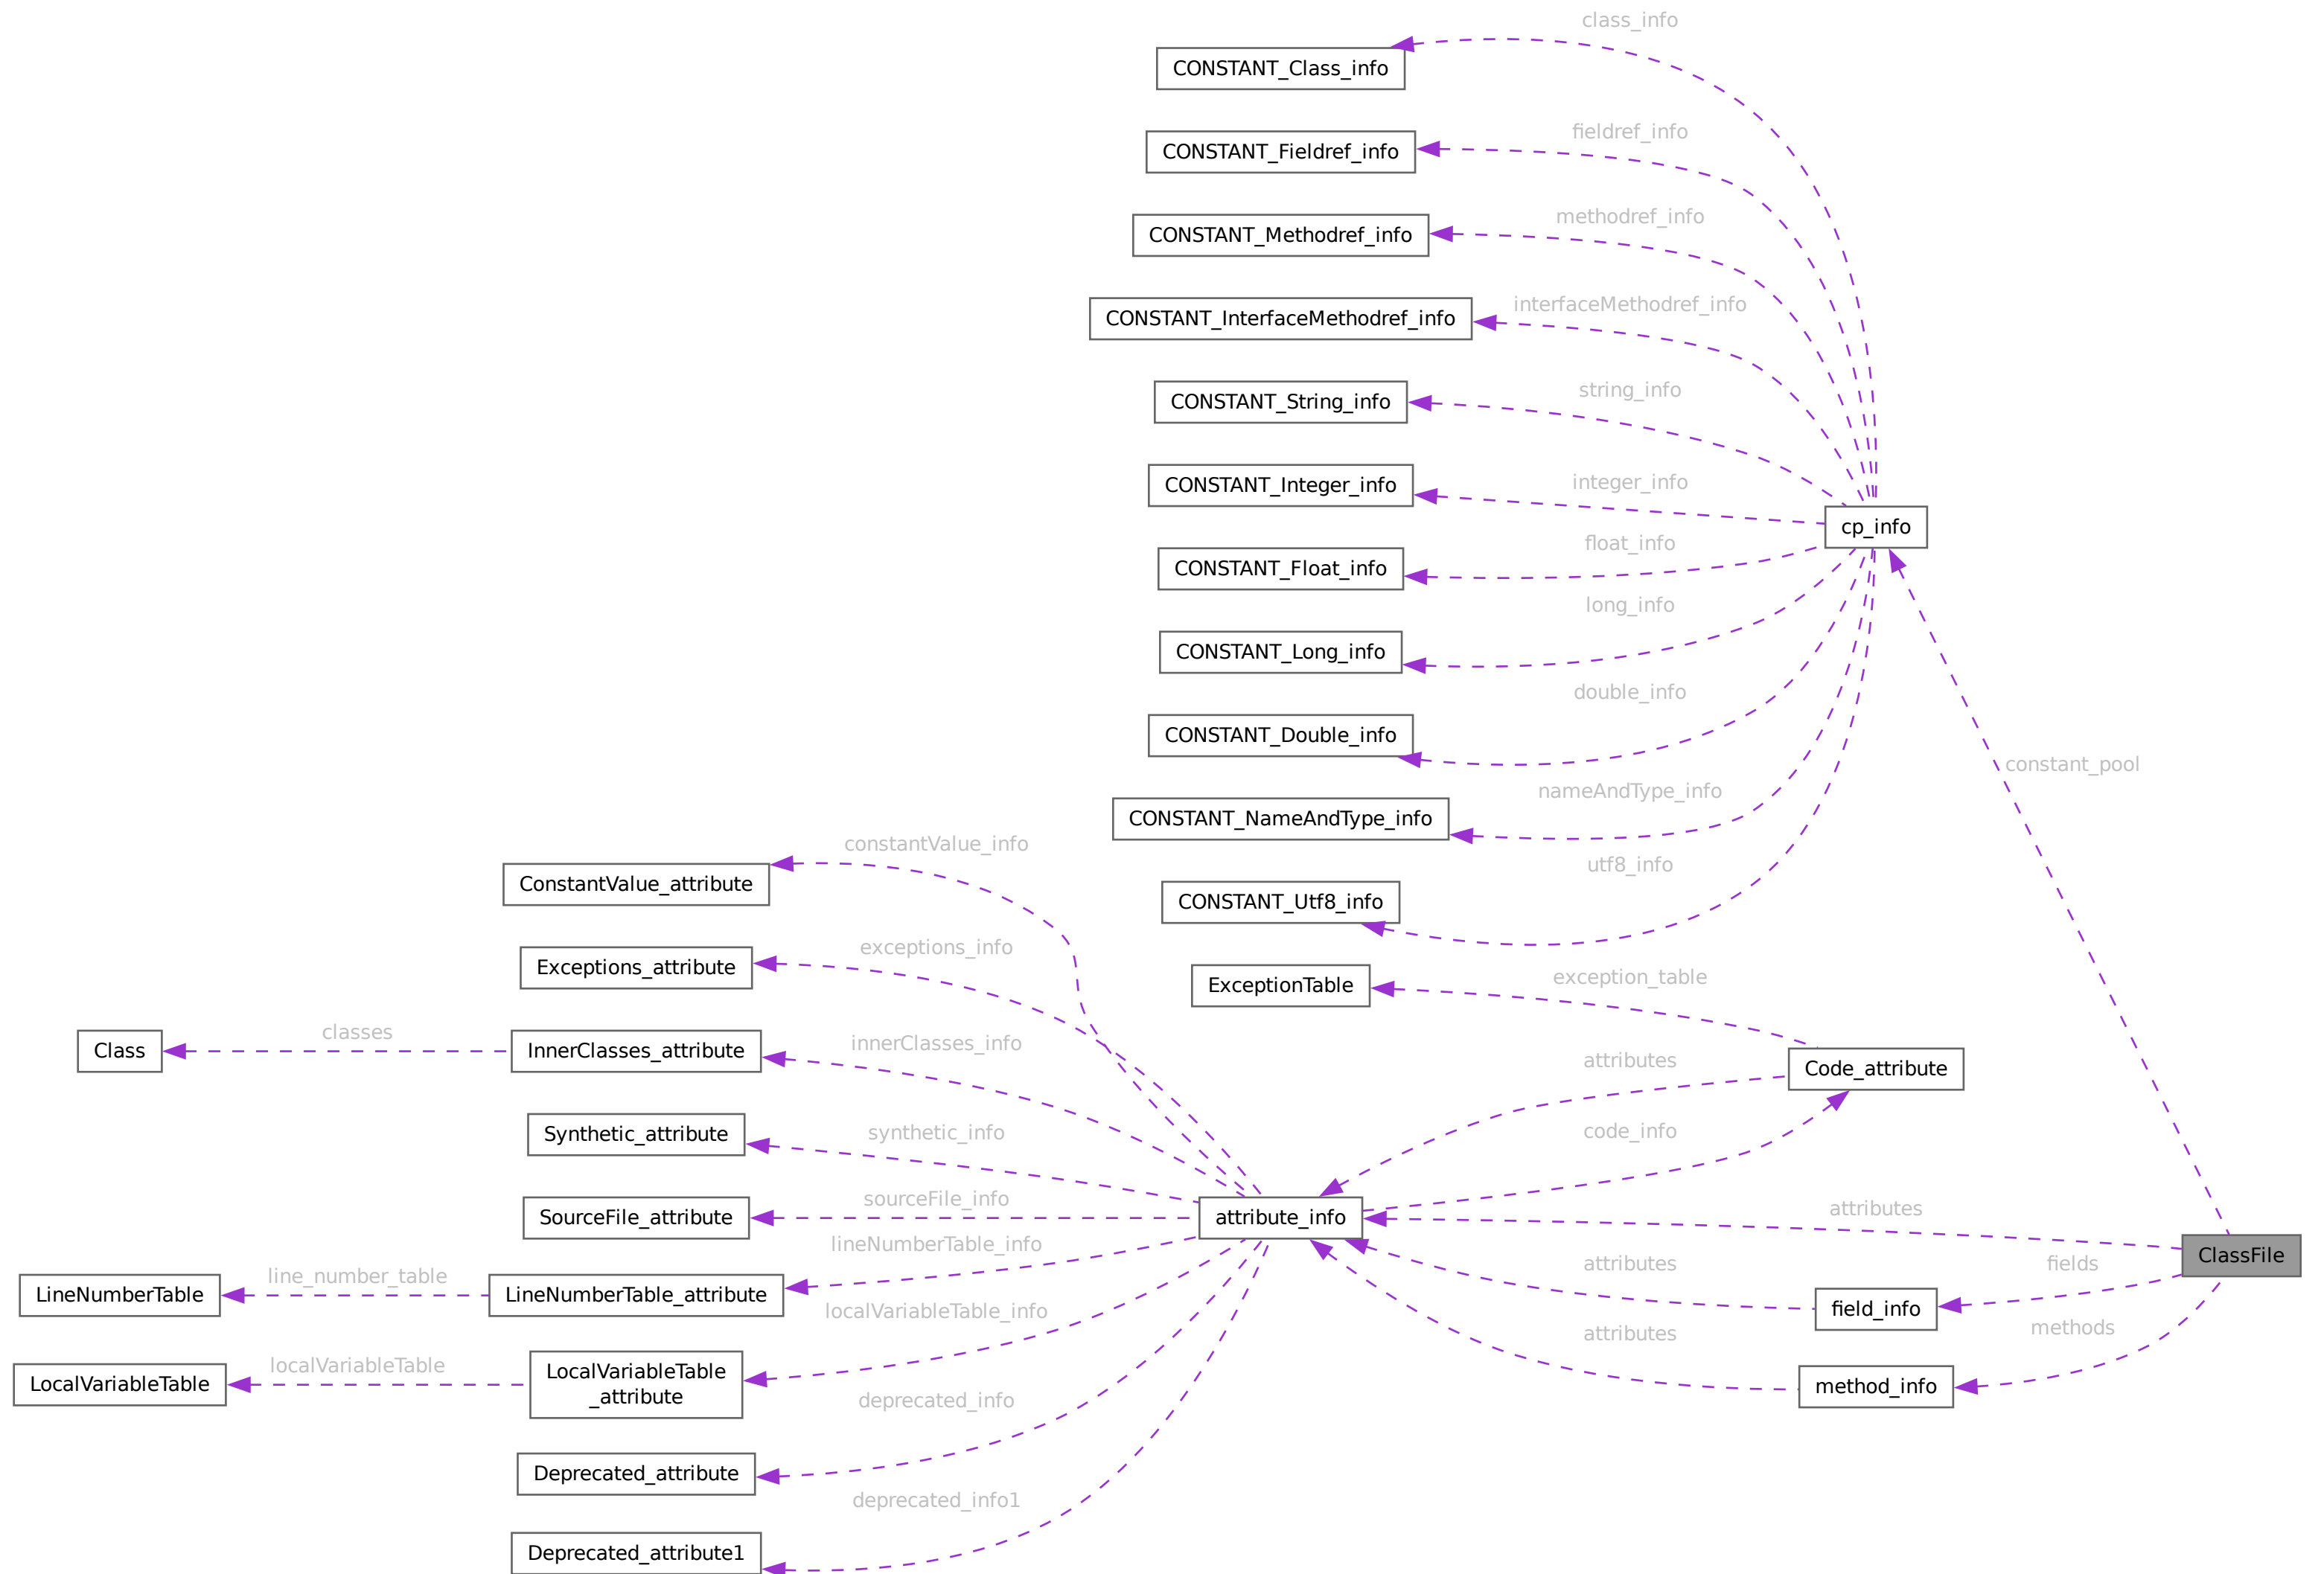 class_info
CONSTANT_Class_info
fieldref_info
CONSTANT_Fieldref_info
methodref_info
CONSTANT_Methodref_info
interfaceMethodref_info
CONSTANT_InterfaceMethodref_info
string_info
CONSTANT_String_info
integer_info
CONSTANT_Integer_info
cp_info
float_info
CONSTANT_Float_info
long_info
CONSTANT_Long_info
double_info
CONSTANT_Double_info
constant_pool
nameAndType_info
CONSTANT_NameAndType_info
constantValue_info
utf8_info
ConstantValue_attribute
CONSTANT_Utf8_info
exceptions_info
Exceptions_attribute
exception_table
ExceptionTable
classes
innerClasses_info
Class
InnerClasses_attribute
attributes
Code_attribute
synthetic_info
code_info
Synthetic_attribute
sourceFile_info
attributes
SourceFile_attribute
attribute_info
lineNumberTable_info
ClassFile
line_number_table
attributes
fields
LineNumberTable
LineNumberTable_attribute
field_info
localVariableTable_info
methods
attributes
localVariableTable
LocalVariableTable
LocalVariableTable
_attribute
method_info
deprecated_info
Deprecated_attribute
deprecated_info1
Deprecated_attribute1